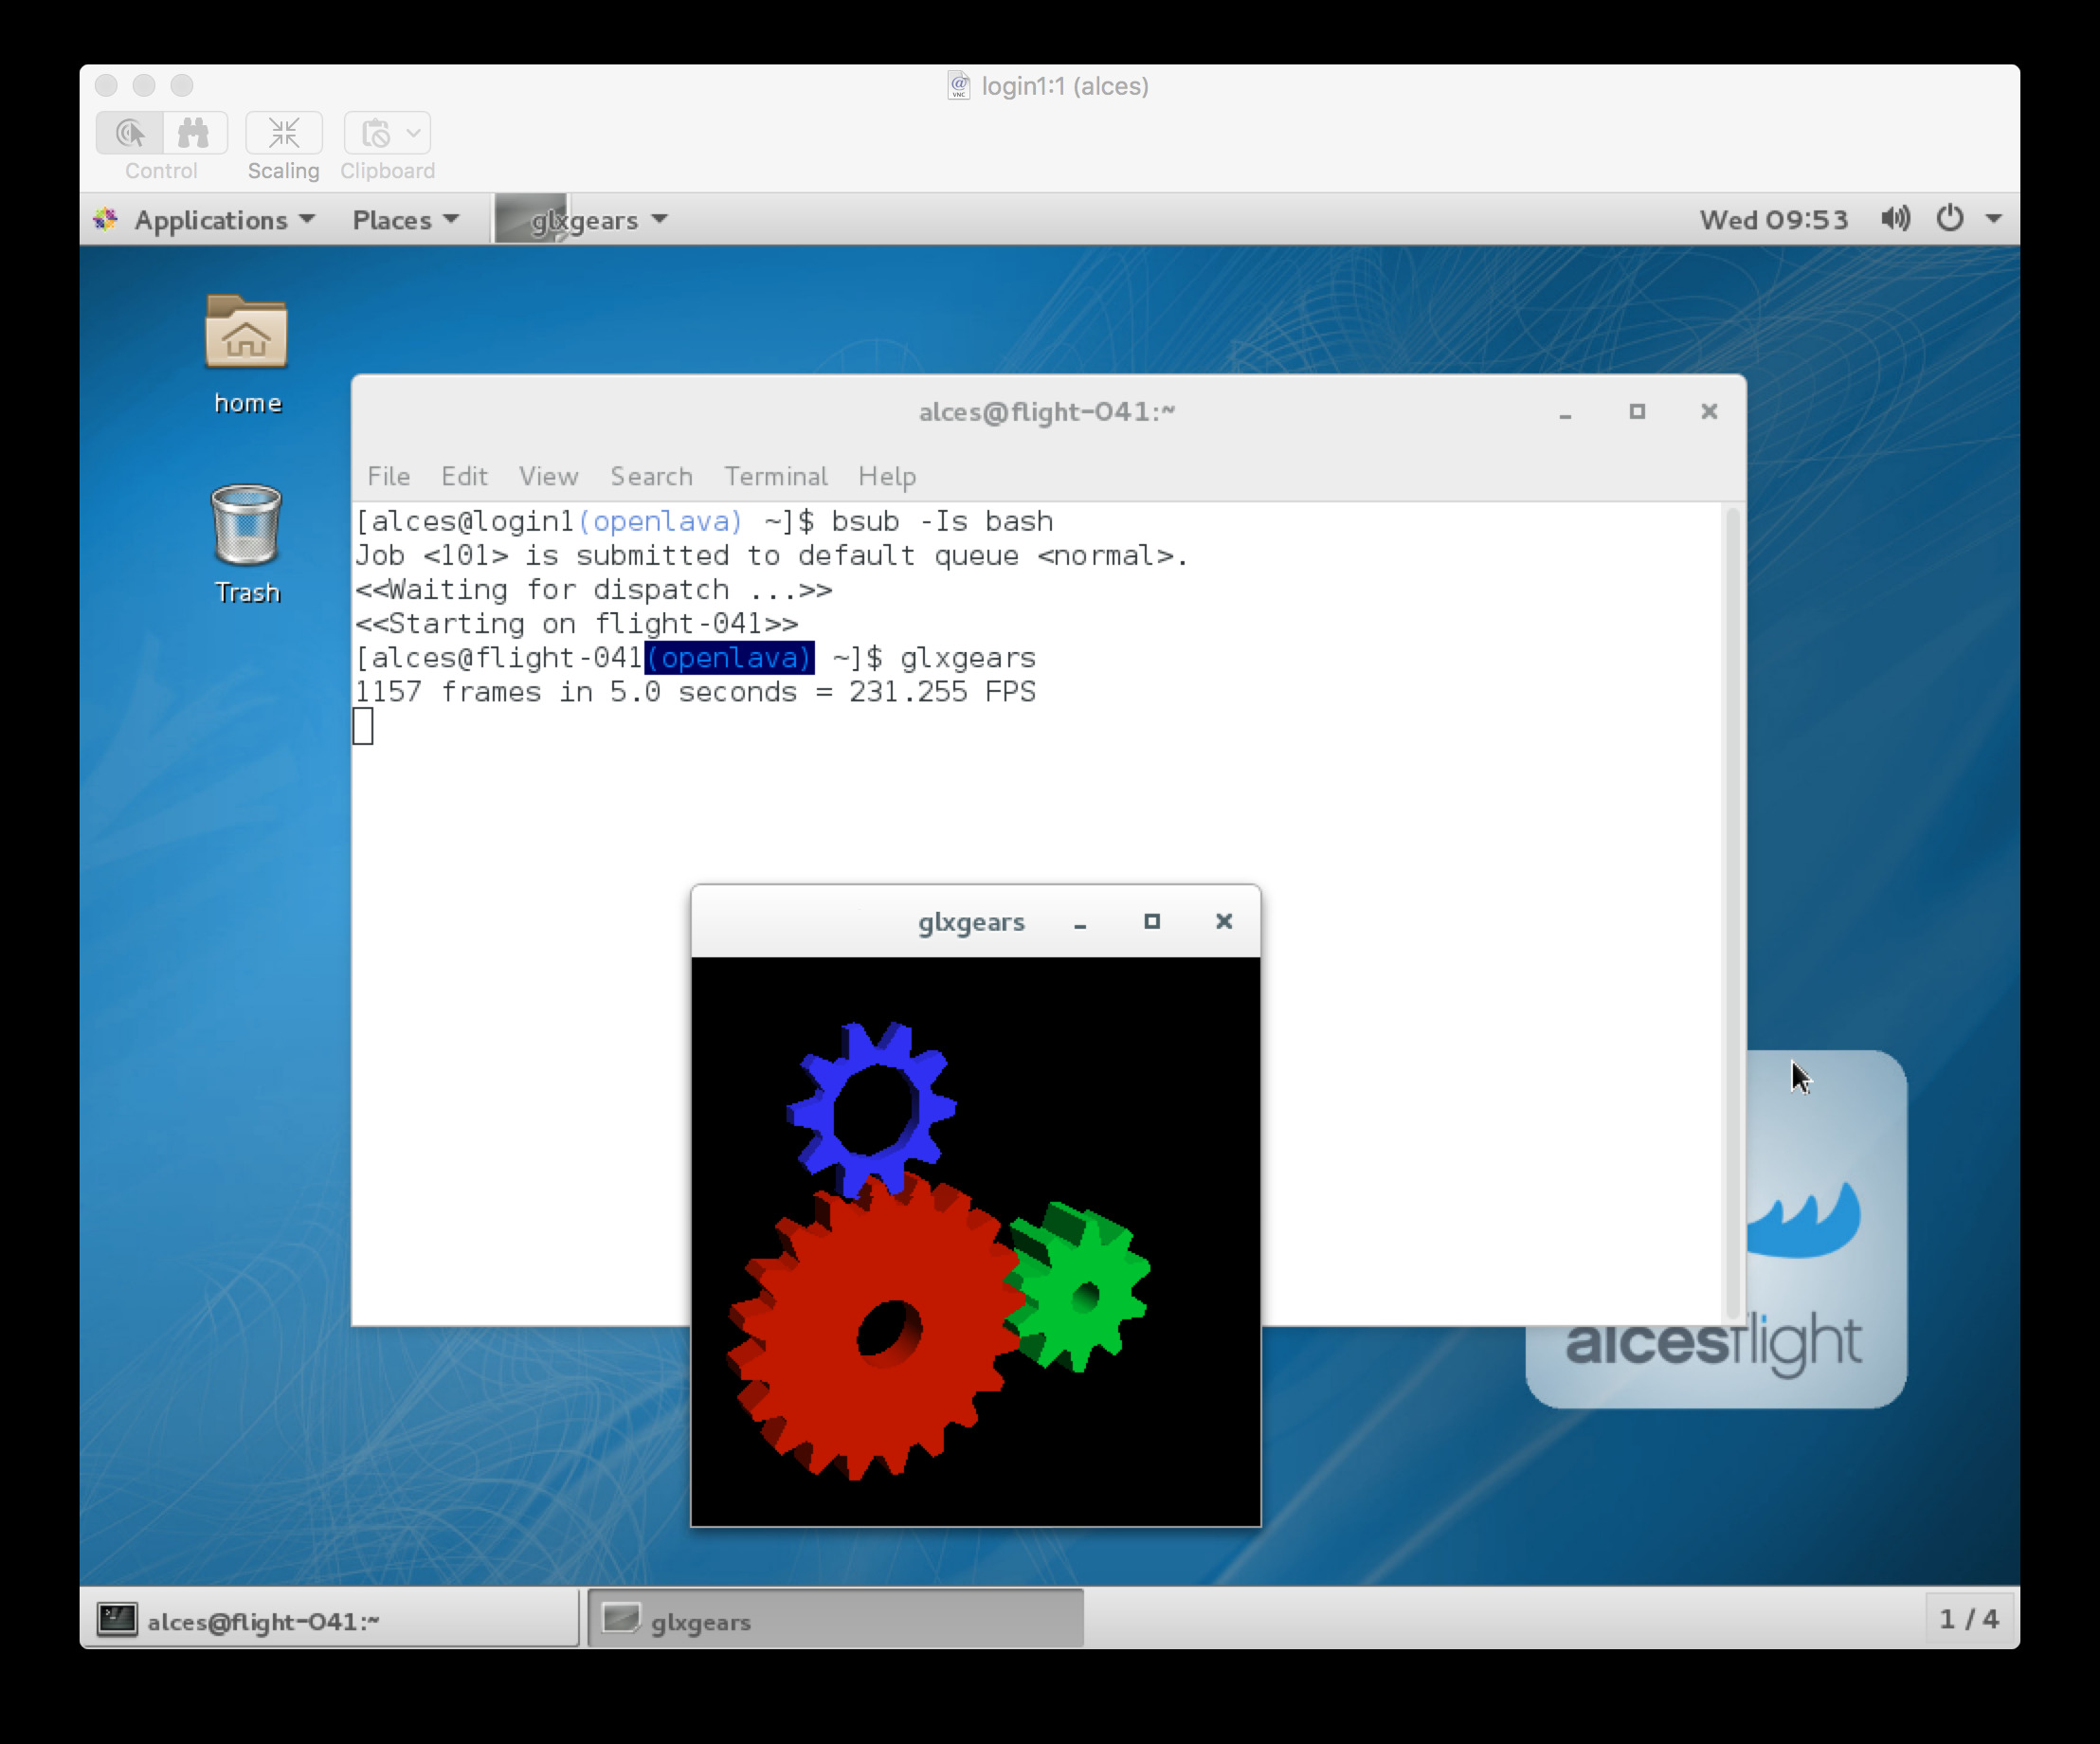 login1:1 (alces)
Control Scaling Clipboard
Applications Places glxgears Wed 09:53
home
Trash
alces@flight-041:~
File Edit View Search Terminal Help
[alces@login1(openlava) ~]$ bsub -Is bash
Job <101> is submitted to default queue <normal>.
<<Waiting for dispatch ...>>
<<Starting on flight-041>>
[alces@flight-041(openlava) ~]$ glxgears
1157 frames in 5.0 seconds = 231.255 FPS
glxgears
alcesflight
alces@flight-041:~ glxgears 1 / 4